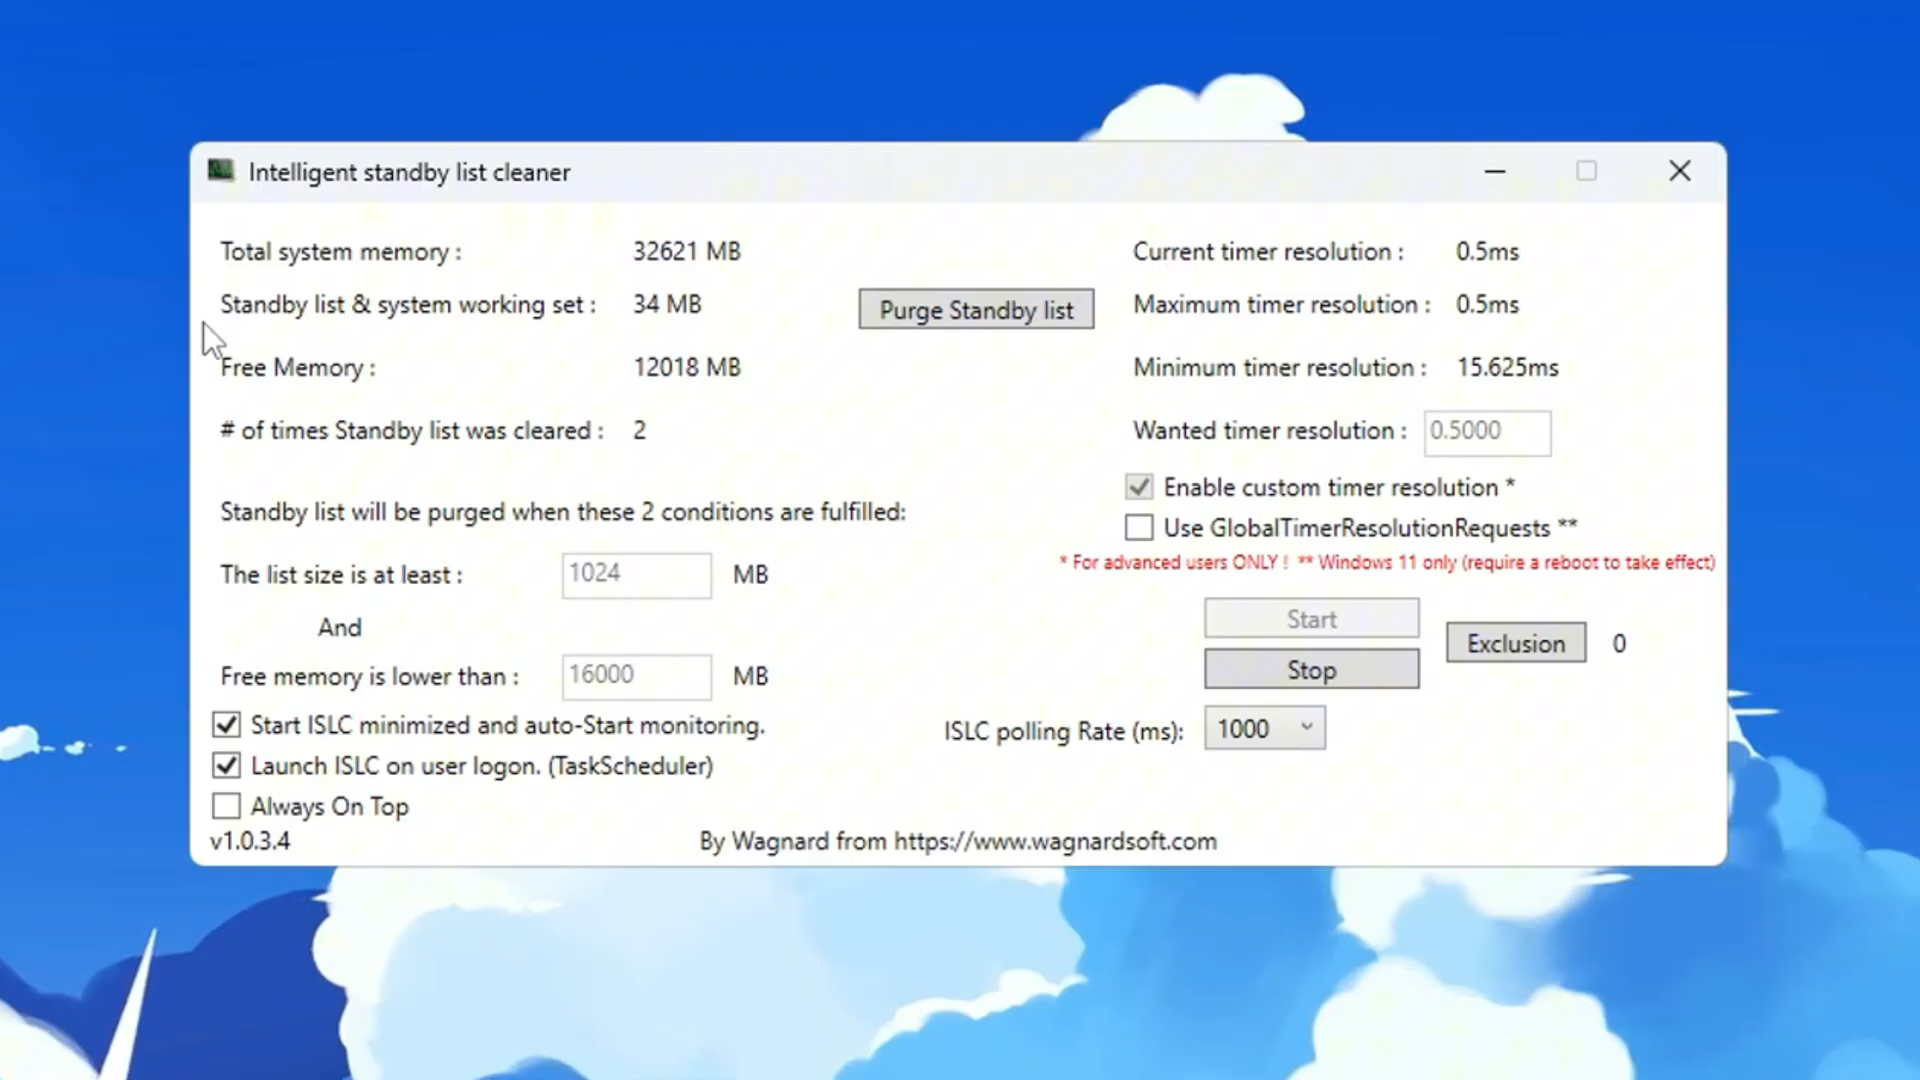 Intelligent standby list cleaner
Total system memory : 32621 MB
Current timer resolution : 0.5ms
Standby list & system working set : 34 MB
Purge Standby list
Maximum timer resolution : 0.5ms
Free Memory : 12018 MB
Minimum timer resolution : 15.625ms
# of times Standby list was cleared : 2
Wanted timer resolution : 0.5000
Enable custom timer resolution *
Standby list will be purged when these 2 conditions are fulfilled:
Use GlobalTimerResolutionRequests **
* For advanced users ONLY ! ** Windows 11 only (require a reboot to take effect)
The list size is at least : 1024 MB
And
Start
Exclusion 0
Free memory is lower than : 16000 MB
Stop
Start ISLC minimized and auto-Start monitoring.
ISLC polling Rate (ms): 1000
Launch ISLC on user logon. (TaskScheduler)
Always On Top
v1.0.3.4
By Wagnard from https://www.wagnardsoft.com